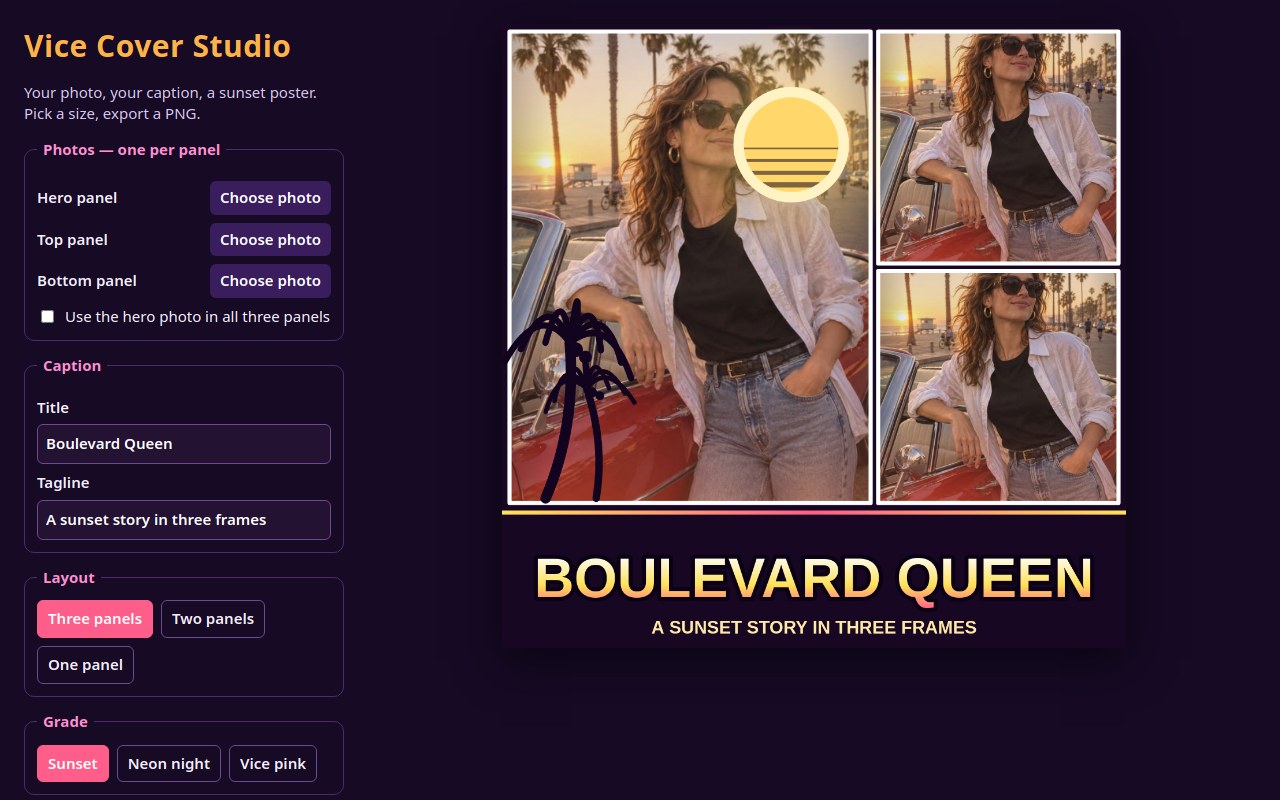 Vice Cover Studio
Your photo, your caption, a sunset poster.
Pick a size, export a PNG.
Photos — one per panel
Hero panel
Choose photo
Top panel
Choose photo
Bottom panel
Choose photo
Use the hero photo in all three panels
Caption
Title
Boulevard Queen
Tagline
A sunset story in three frames
Layout
Three panels
Two panels
One panel
Grade
Sunset
Neon night
Vice pink
BOULEVARD QUEEN
A SUNSET STORY IN THREE FRAMES